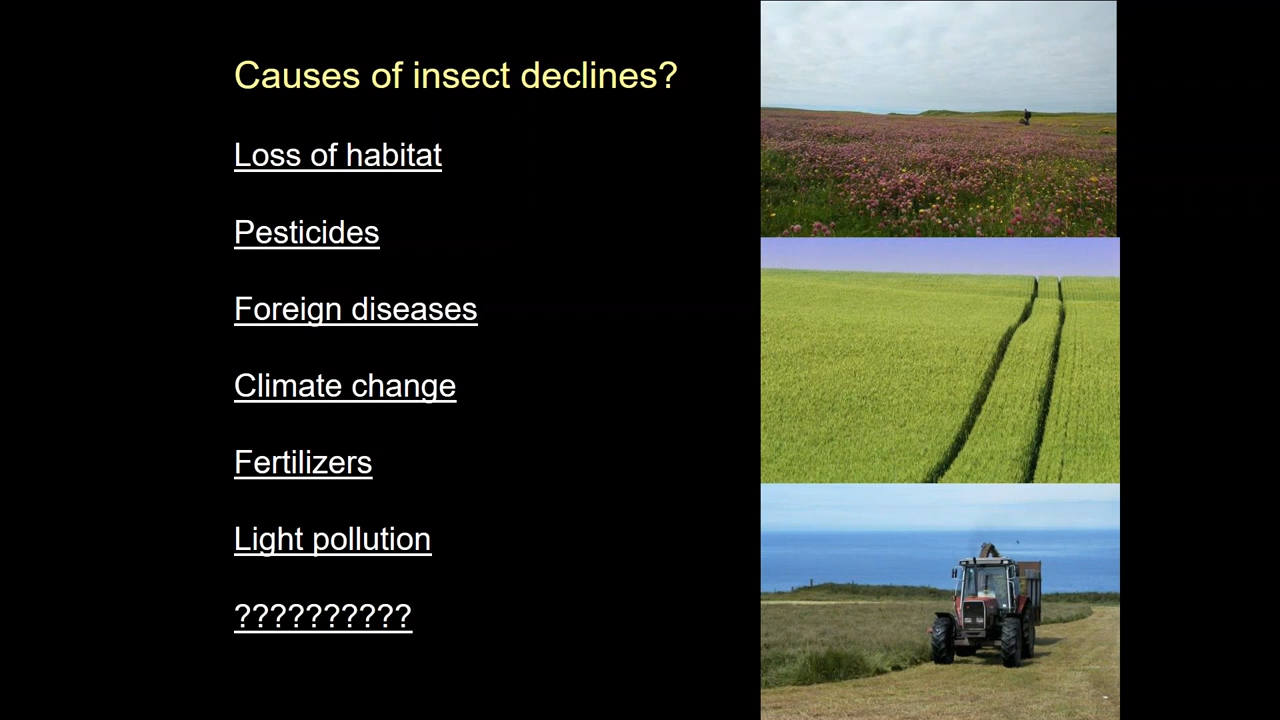 Causes of insect declines?
Loss of habitat
Pesticides
Foreign diseases
Climate change
Fertilizers
Light pollution
??????????